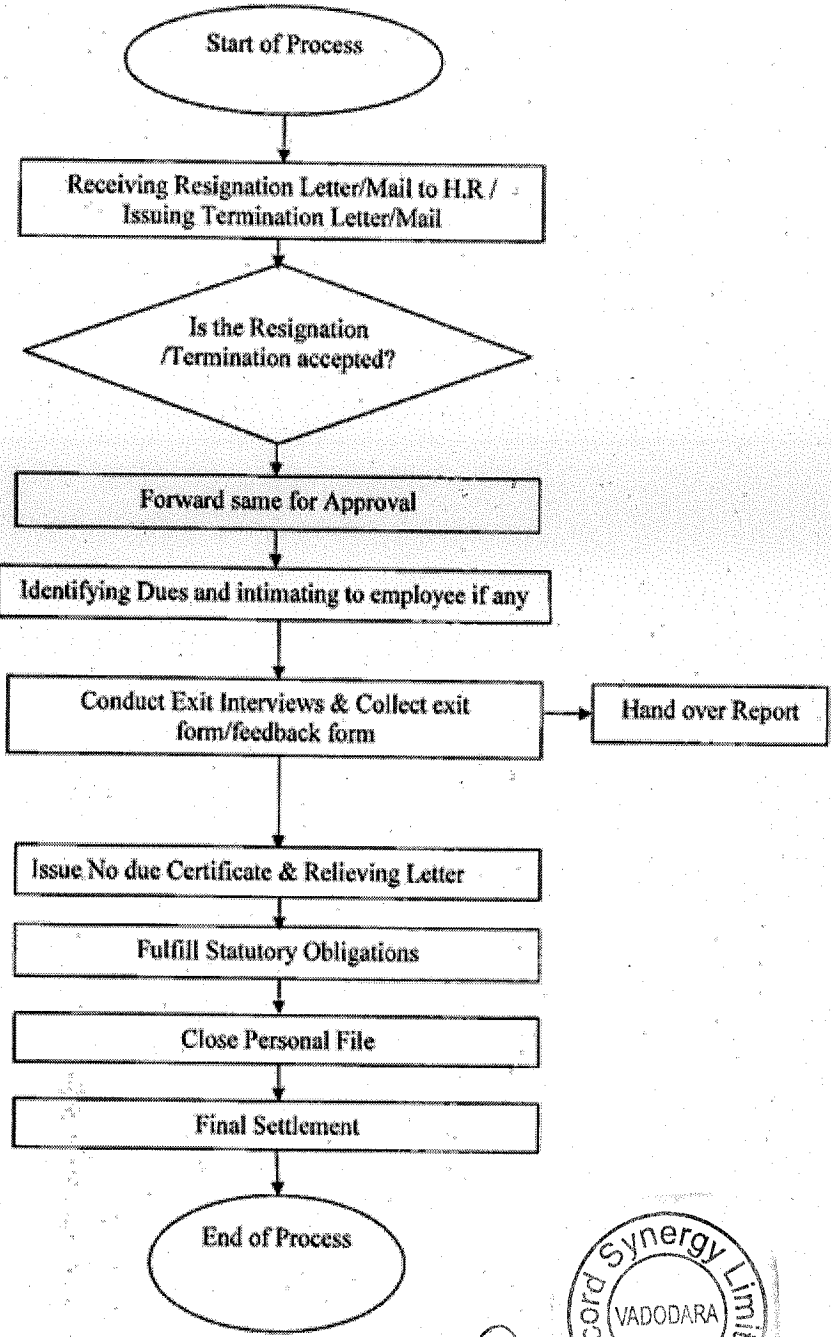 Start of Process
Receiving Resignation Letter/Mail to H.R /
Issuing Termination Letter/Mail
Is the Resignation
/Termination accepted?
Forward same for Approval
Identifying Dues and intimating to employee if any
Conduct Exit Interviews & Collect exit
form/feedback form
Hand over Report
Issue No due Certificate & Relieving Letter
Fulfill Statutory Obligations
Close Personal File
Final Settlement
End of Process
Synergy
VADODARA